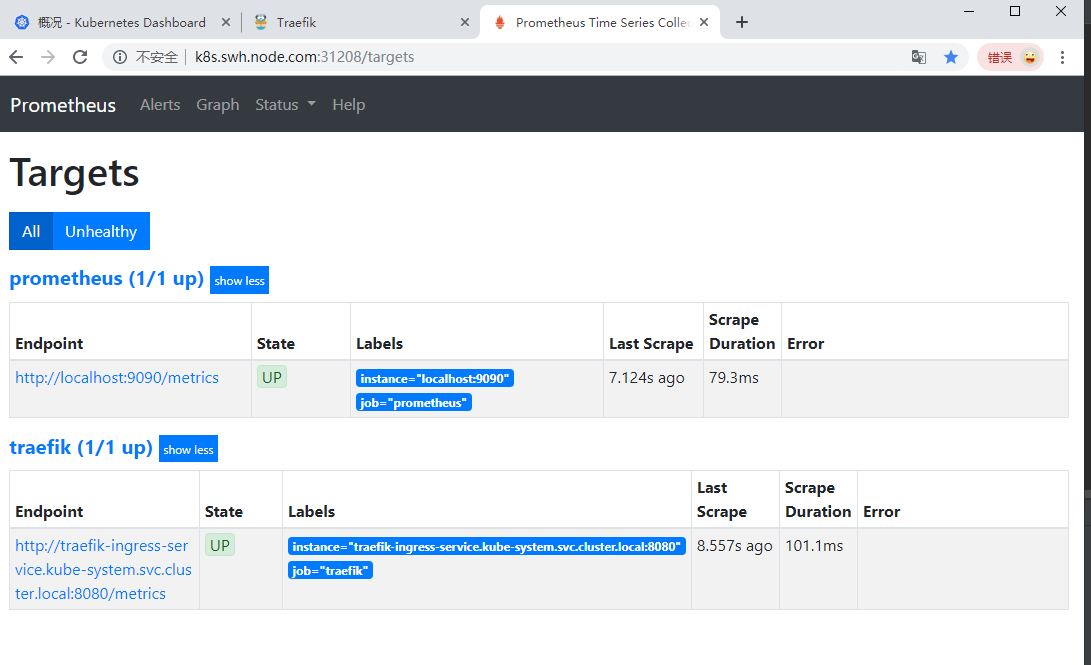 概况 - Kubernetes Dashboard
Traefik
Prometheus Time Series Collec
不安全 k8s.swh.node.com:31208/targets
错误
Prometheus Alerts Graph Status Help
Targets
All Unhealthy
prometheus (1/1 up) show less
Endpoint State Labels Last Scrape Scrape Duration Error
http://localhost:9090/metrics UP instance="localhost:9090" 7.124s ago 79.3ms
job="prometheus"
traefik (1/1 up) show less
Endpoint State Labels Last Scrape Scrape Duration Error
http://traefik-ingress-ser UP instance="traefik-ingress-service.kube-system.svc.cluster.local:8080" 8.557s ago 101.1ms
vice.kube-system.svc.clus job="traefik"
ter.local:8080/metrics